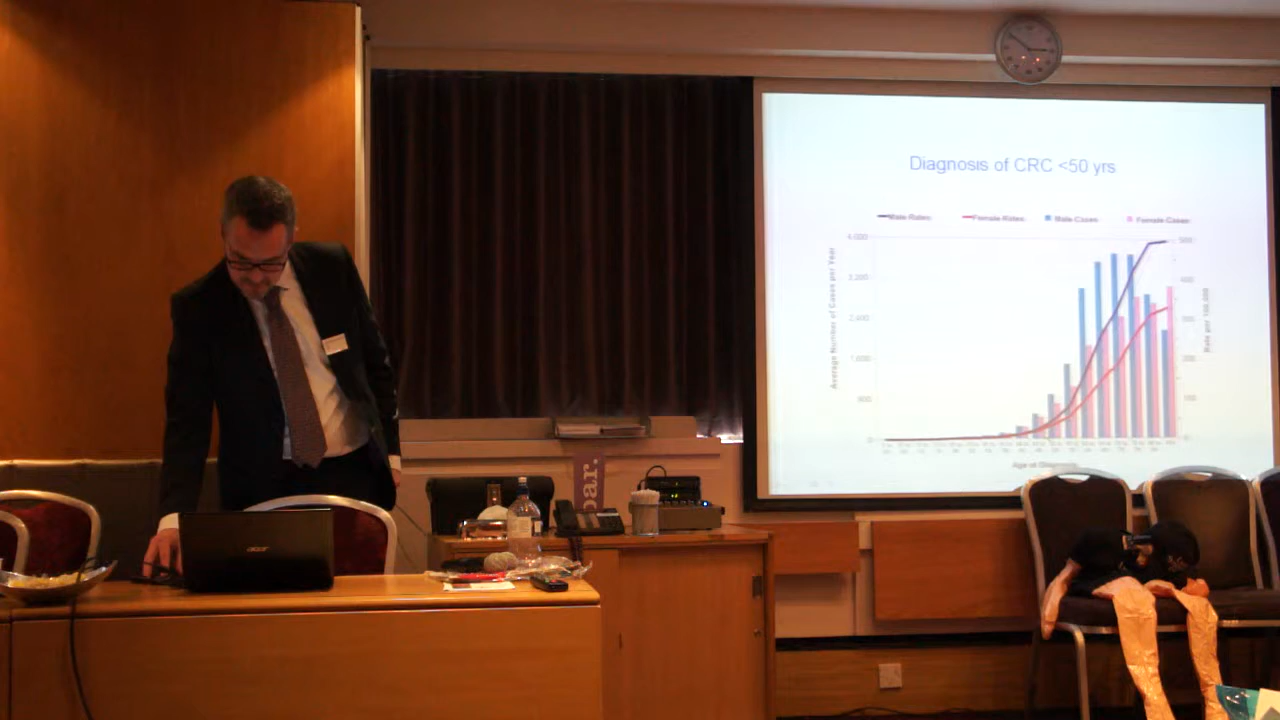 Diagnosis of CRC <50 yrs
Male Rates Female Rates Male Cases Female Cases
Average Number of Cases per Year
4,000
3,200
2,400
1,600
800
0
500
400
300
200
100
0
Rate per 100,000
Age at
acer
bar.